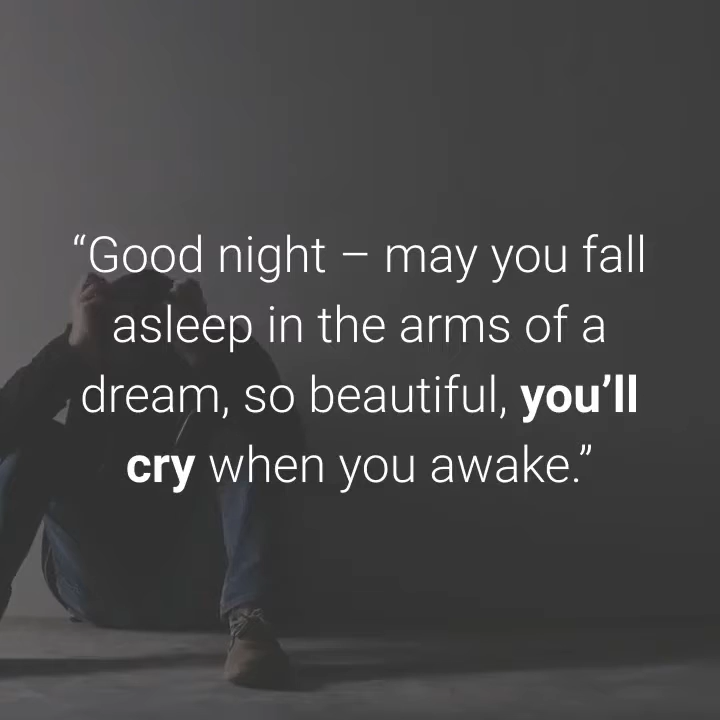 “Good night – may you fall
asleep in the arms of a
dream, so beautiful, you’ll
cry when you awake.”